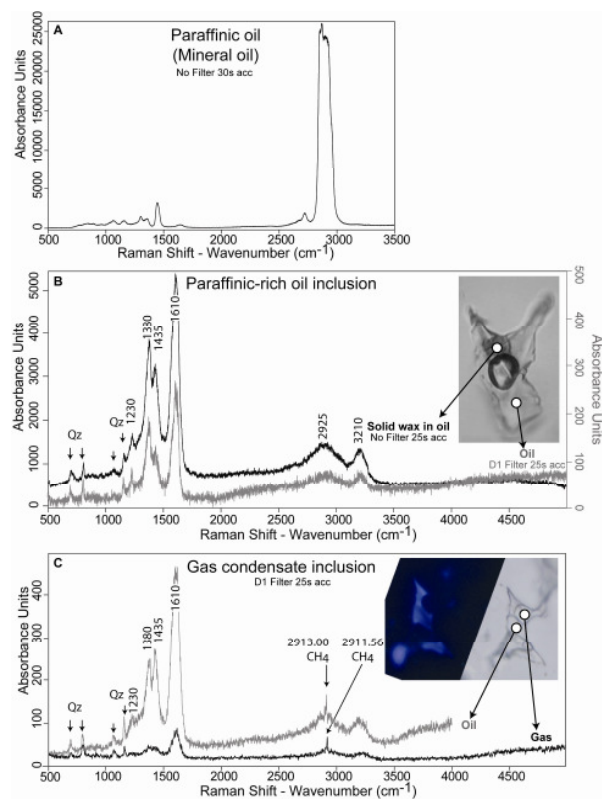 A
Paraffinic oil
(Mineral oil)
No Filter 30s acc
Absorbance Units
25000
20000
15000
10000
5000
0
500 1000 1500 2000 2500 3000 3500
Raman Shift - Wavenumber (cm-1)
B
Paraffinic-rich oil inclusion
Absorbance Units
5000
4000
3000
2000
1000
0
500
400
300
200
100
0
Absorbance Units
Qz
Qz
1230
1380
1435
1610
2925
3210
Solid wax in oil
No Filter 25s acc
Oil
D1 Filter 25s acc
500 1000 1500 2000 2500 3000 3500 4000 4500
Raman Shift - Wavenumber (cm-1)
C
Gas condensate inclusion
D1 Filter 25s acc
Absorbance Units
400
300
200
100
0
Qz
Qz
1230
1380
1435
1610
2913.00
CH4
2911.56
CH4
Oil
Gas
500 1000 1500 2000 2500 3000 3500 4000 4500
Raman Shift - Wavenumber (cm-1)